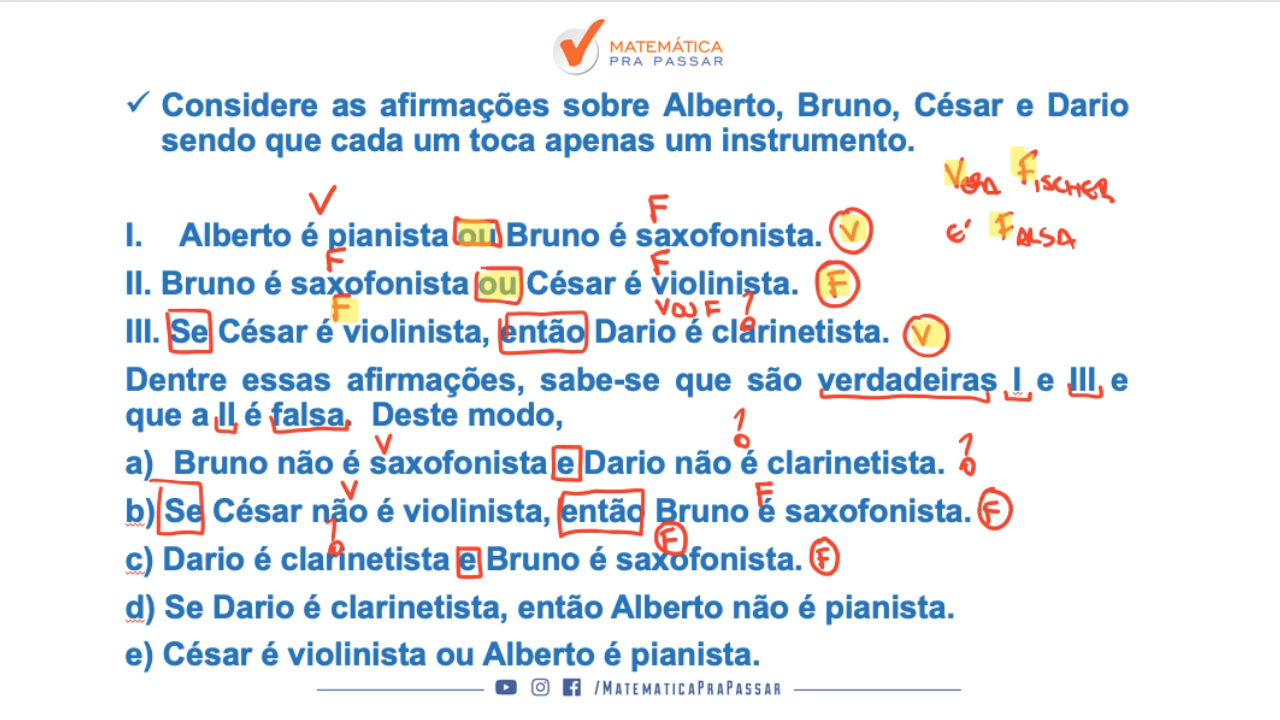 MATEMÁTICA
PRA PASSAR
✓ Considere as afirmações sobre Alberto, Bruno, César e Dario
sendo que cada um toca apenas um instrumento.
VERA FISCHER
V F
I. Alberto é pianista ou Bruno é saxofonista. V
É FALSA
F F
II. Bruno é saxofonista ou César é violinista. F
F V OU F ?
III. Se César é violinista, então Dario é clarinetista. V
Dentre essas afirmações, sabe-se que são verdadeiras I e III e
que a II é falsa. Deste modo,
V ?
a) Bruno não é saxofonista e Dario não é clarinetista. ?
V F
b) Se César não é violinista, então Bruno é saxofonista. F
? F
c) Dario é clarinetista e Bruno é saxofonista. F
d) Se Dario é clarinetista, então Alberto não é pianista.
e) César é violinista ou Alberto é pianista.
/MATEMATICAPRAPASSAR